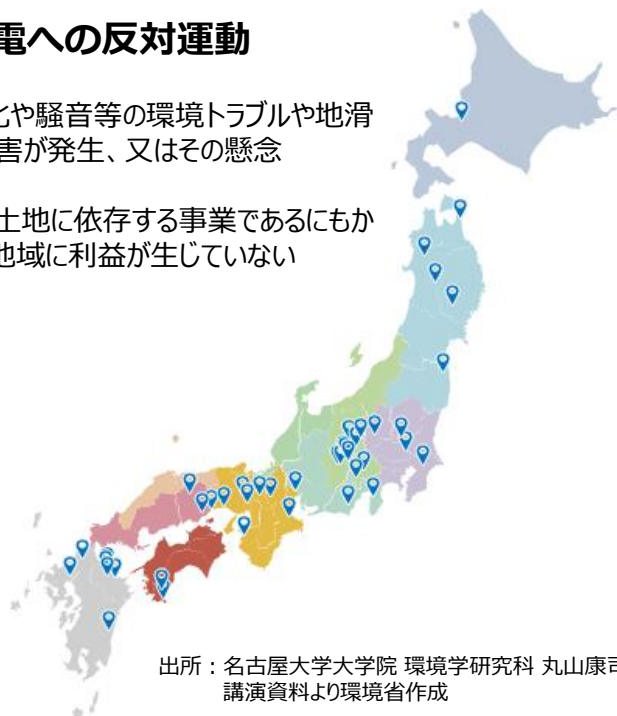 電への反対運動
化や騒音等の環境トラブルや地滑
害が発生、又はその懸念
土地に依存する事業であるにもか
地域に利益が生じていない
出所：名古屋大学大学院 環境学研究科 丸山康司
講演資料より環境省作成